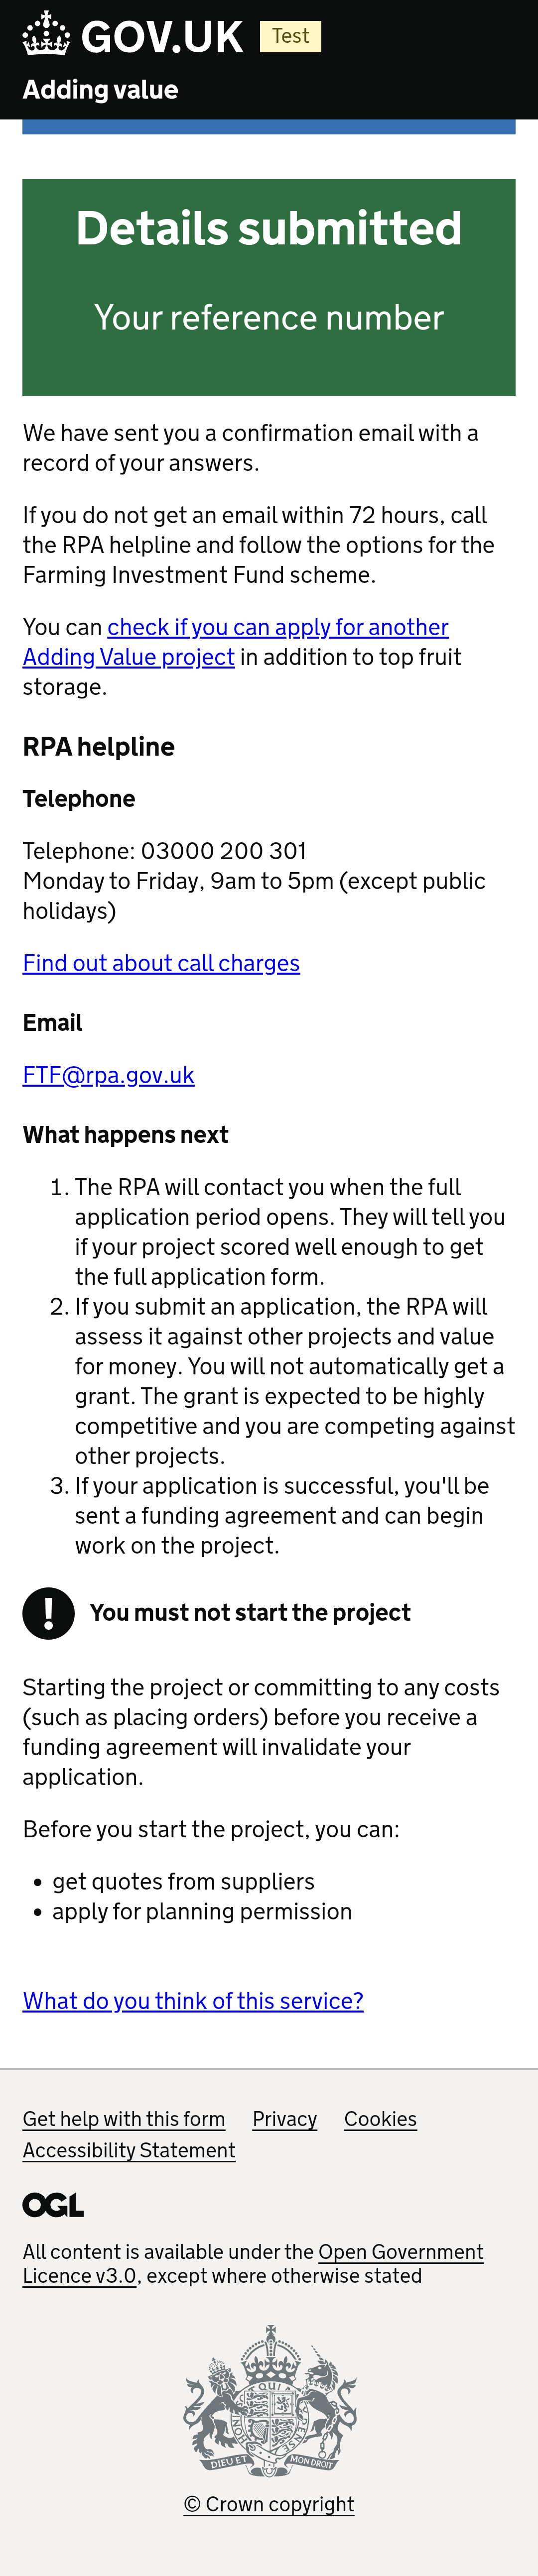 GOV.UK Test
Adding value
Details submitted
Your reference number
We have sent you a confirmation email with a
record of your answers.
If you do not get an email within 72 hours, call
the RPA helpline and follow the options for the
Farming Investment Fund scheme.
You can check if you can apply for another
Adding Value project in addition to top fruit
storage.
RPA helpline
Telephone
Telephone: 03000 200 301
Monday to Friday, 9am to 5pm (except public
holidays)
Find out about call charges
Email
FTF@rpa.gov.uk
What happens next
1. The RPA will contact you when the full
application period opens. They will tell you
if your project scored well enough to get
the full application form.
2. If you submit an application, the RPA will
assess it against other projects and value
for money. You will not automatically get a
grant. The grant is expected to be highly
competitive and you are competing against
other projects.
3. If your application is successful, you'll be
sent a funding agreement and can begin
work on the project.
! You must not start the project
Starting the project or committing to any costs
(such as placing orders) before you receive a
funding agreement will invalidate your
application.
Before you start the project, you can:
• get quotes from suppliers
• apply for planning permission
What do you think of this service?
Get help with this form Privacy Cookies
Accessibility Statement
OGL
All content is available under the Open Government
Licence v3.0, except where otherwise stated
DIEU ET MON DROIT
© Crown copyright